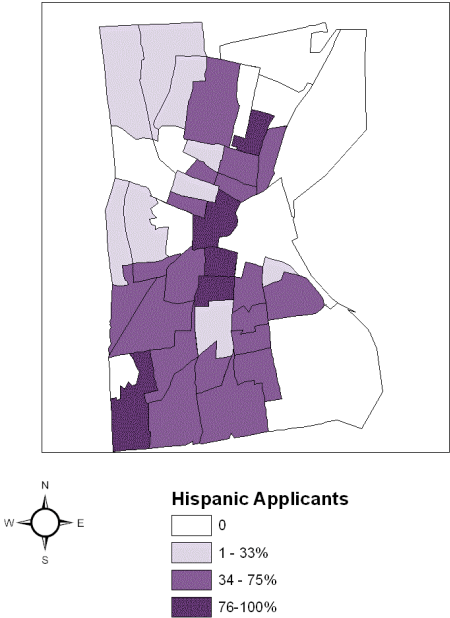 N
W E
S
Hispanic Applicants
0
1 - 33%
34 - 75%
76-100%